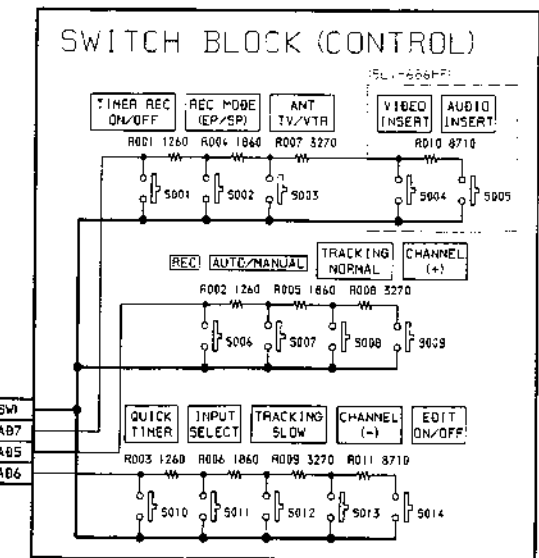 SWITCH BLOCK (CONTROL)
TIMER REC ON/OFF
REC MODE (EP/SP)
ANT TV/VTR
VIDEO INSERT
AUDIO INSERT
R001 1260
R004 1860
R007 3270
R010 8710
S001
S002
S003
S004
S005
REC
AUTO/MANUAL
TRACKING NORMAL
CHANNEL (+)
R002 1260
R005 1860
R008 3270
S006
S007
S008
S009
SW1
AD7
AD5
AD6
QUICK TIMER
INPUT SELECT
TRACKING SLOW
CHANNEL (-)
EDIT ON/OFF
R003 1260
R006 1860
R009 3270
R011 8710
S010
S011
S012
S013
S014